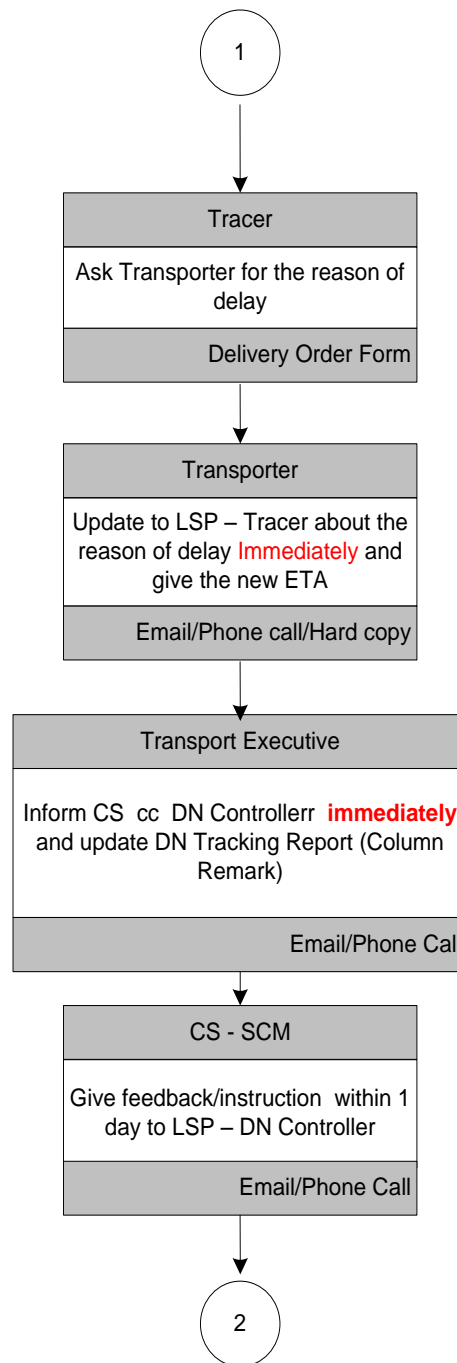 1
Tracer
Ask Transporter for the reason of
delay
Delivery Order Form
Transporter
Update to LSP – Tracer about the
reason of delay Immediately and
give the new ETA
Email/Phone call/Hard copy
Transport Executive
Inform CS cc DN Controllerr immediately
and update DN Tracking Report (Column
Remark)
Email/Phone Cal
CS - SCM
Give feedback/instruction within 1
day to LSP – DN Controller
Email/Phone Call
2